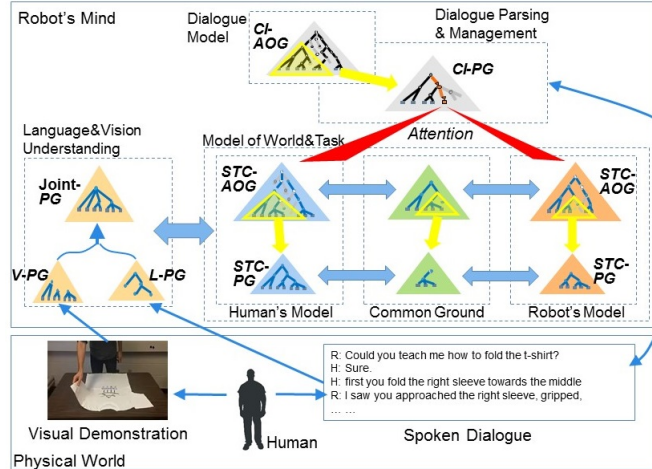 Robot's Mind
Dialogue
Model
CI-
AOG
Dialogue Parsing
& Management
CI-PG
Attention
Language&Vision
Understanding
Joint-
PG
V-PG
L-PG
Model of World&Task
STC-
AOG
STC-
PG
Human's Model
Common Ground
STC-
AOG
STC-
PG
Robot's Model
R: Could you teach me how to fold the t-shirt?
H: Sure.
H: first you fold the right sleeve towards the middle
R: I saw you approached the right sleeve, gripped,
... ...
Visual Demonstration
Human
Spoken Dialogue
Physical World